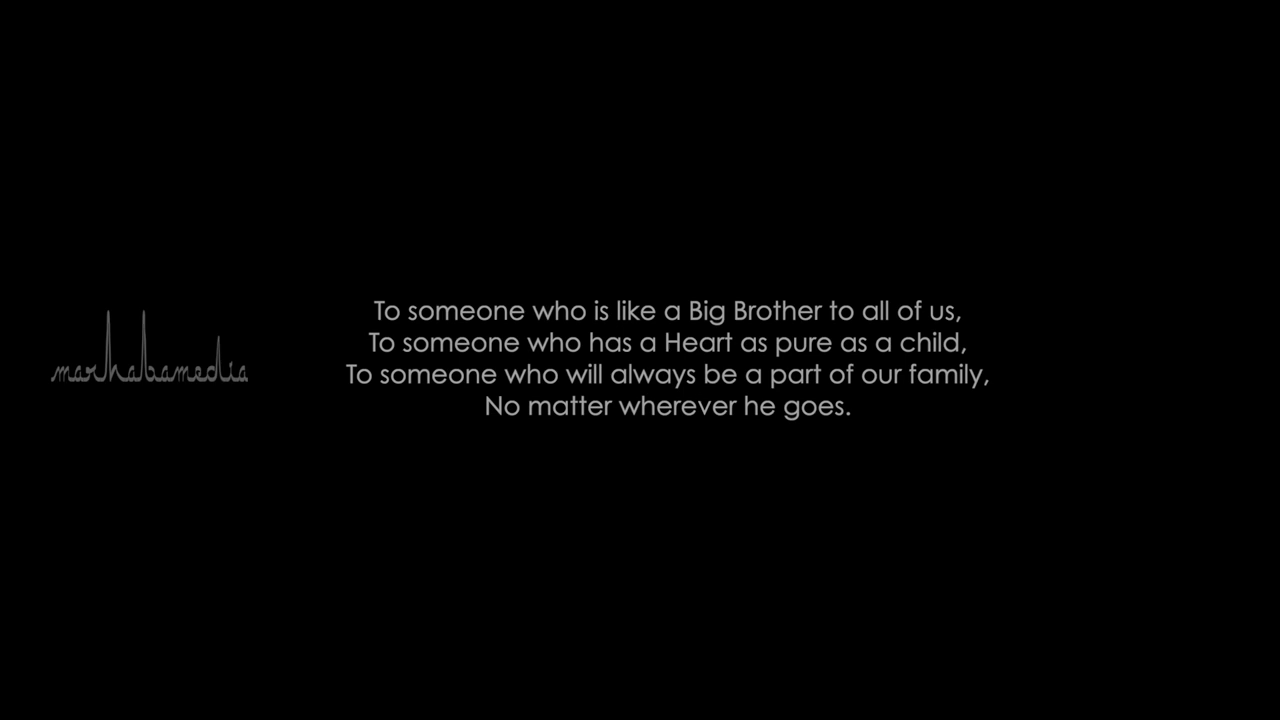 marhabamedia
To someone who is like a Big Brother to all of us,
To someone who has a Heart as pure as a child,
To someone who will always be a part of our family,
No matter wherever he goes.